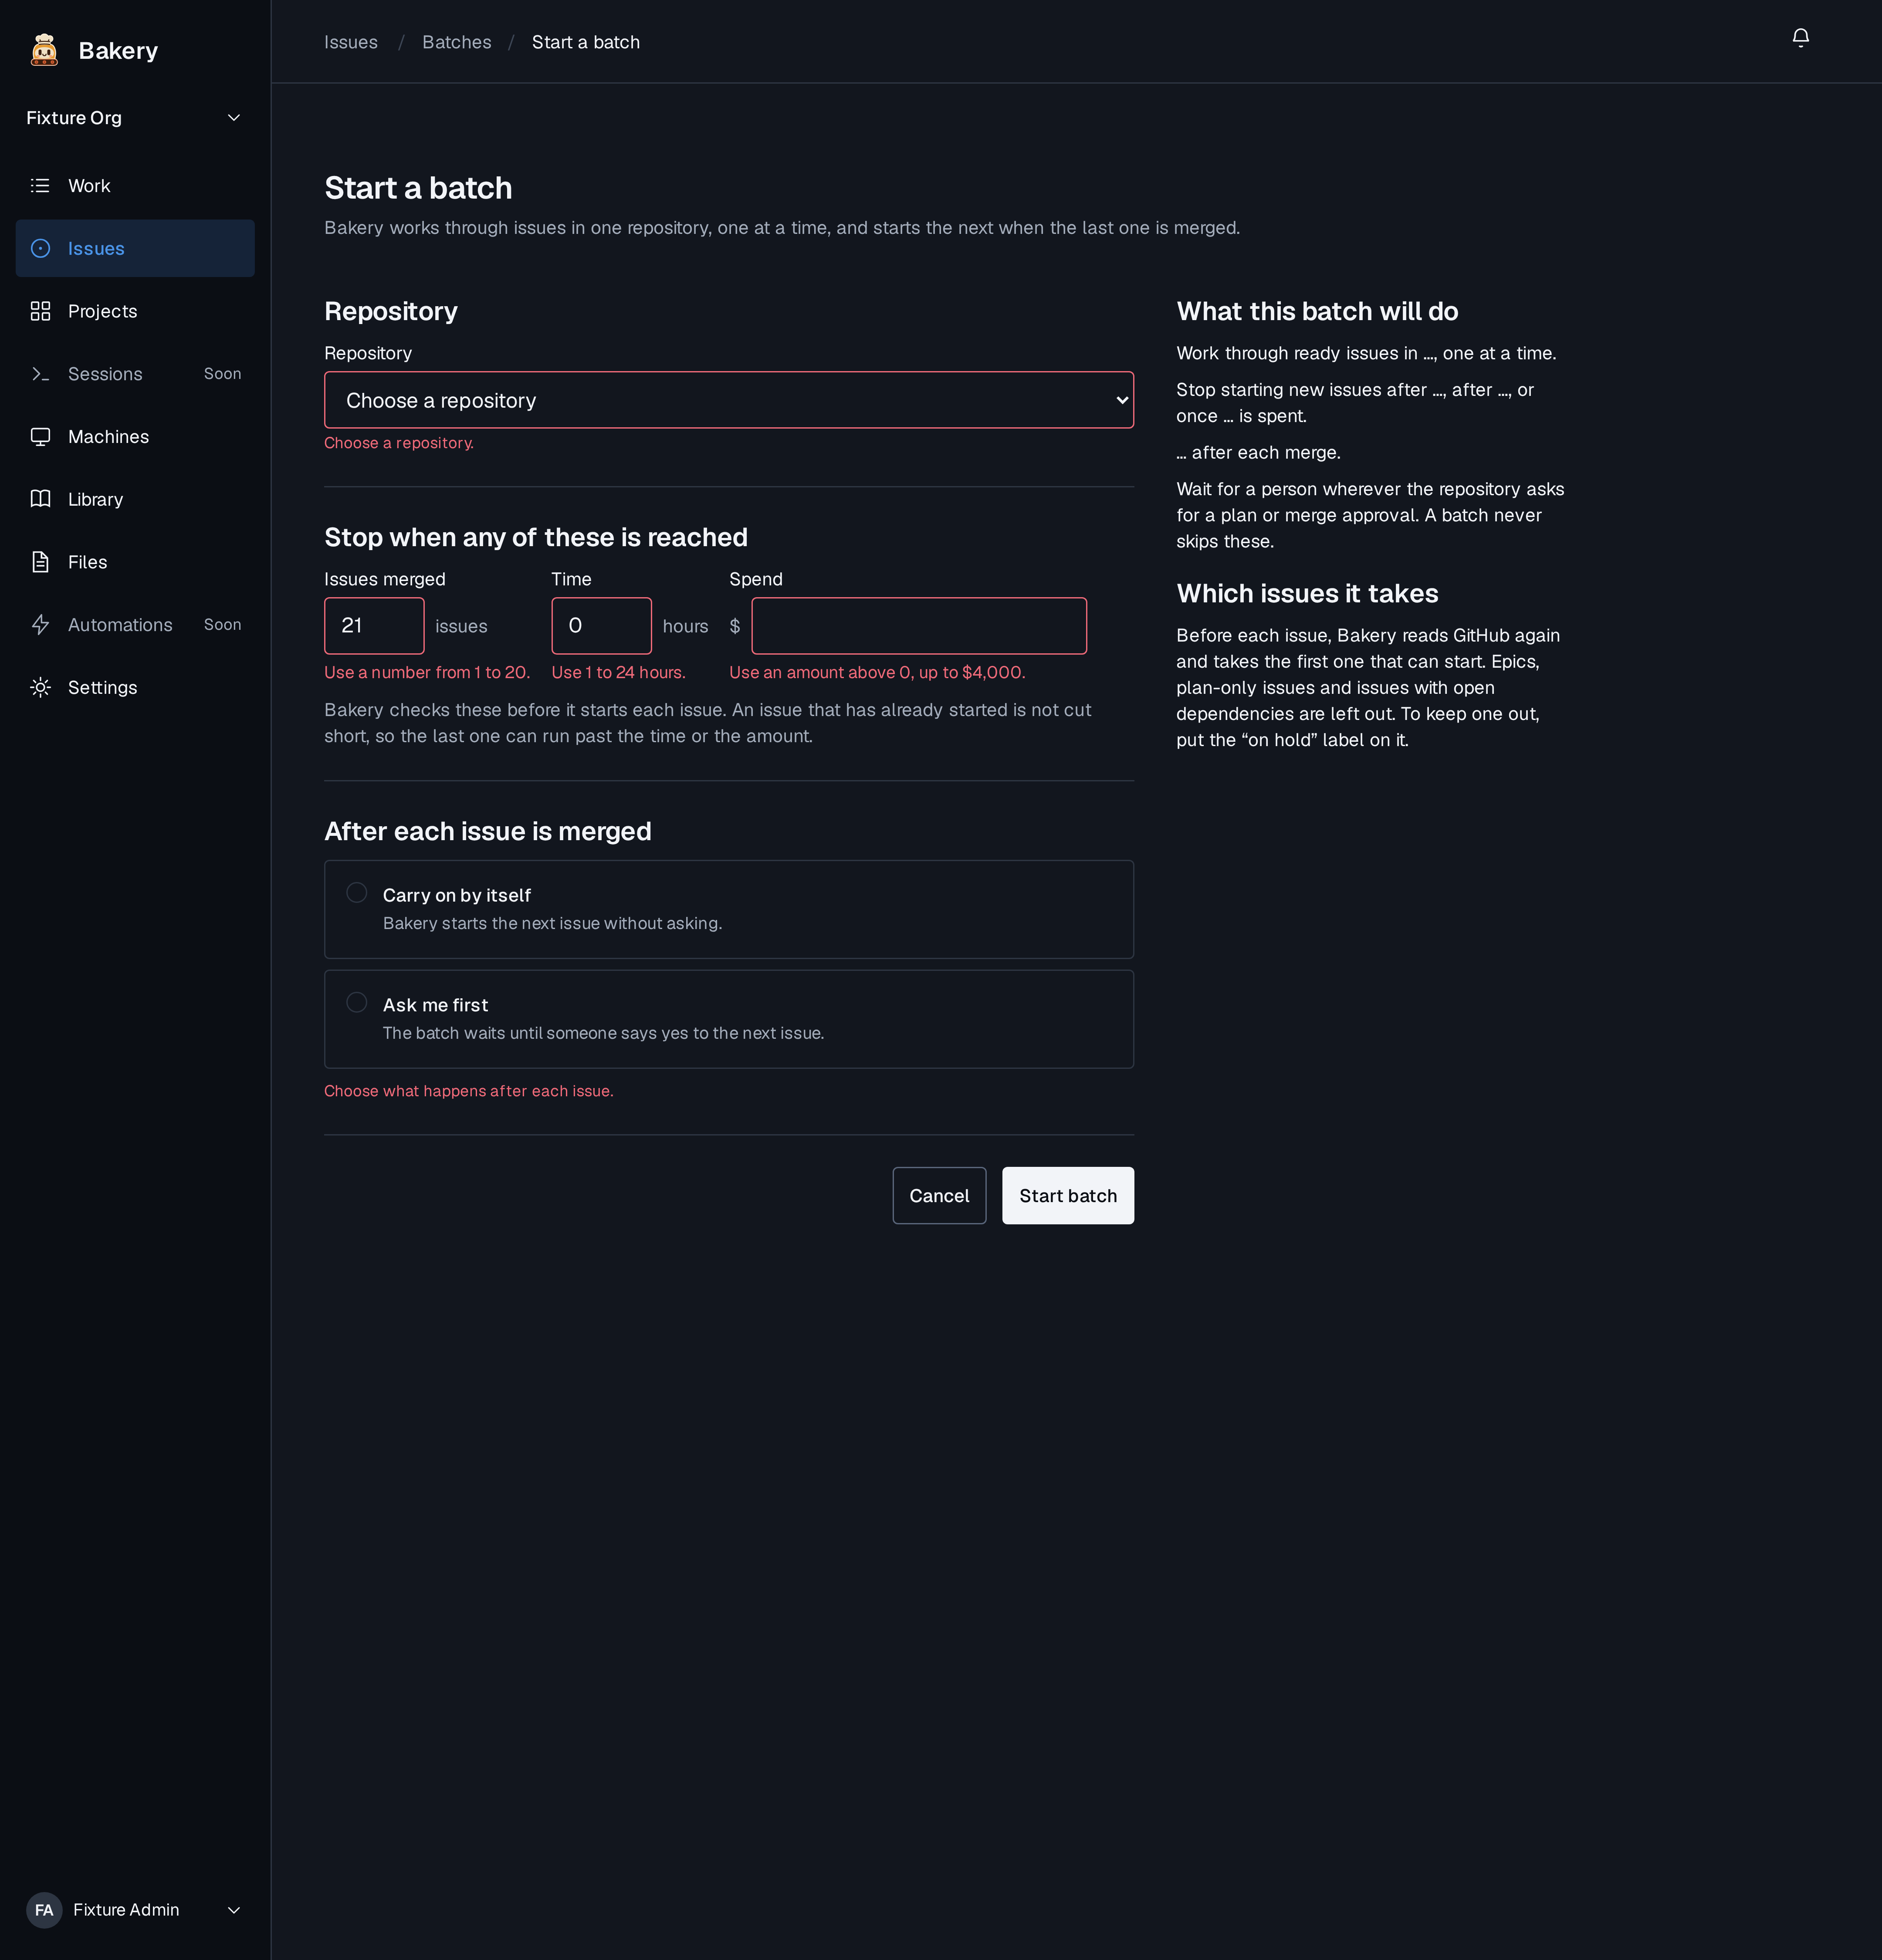 Bakery
Fixture Org
Work
Issues
Projects
Sessions Soon
Machines
Library
Files
Automations Soon
Settings
FA Fixture Admin
Issues / Batches / Start a batch
Start a batch
Bakery works through issues in one repository, one at a time, and starts the next when the last one is merged.
Repository
Repository
Choose a repository
Choose a repository.
Stop when any of these is reached
Issues merged Time Spend
21 issues 0 hours $
Use a number from 1 to 20. Use 1 to 24 hours. Use an amount above 0, up to $4,000.
Bakery checks these before it starts each issue. An issue that has already started is not cut
short, so the last one can run past the time or the amount.
After each issue is merged
Carry on by itself
Bakery starts the next issue without asking.
Ask me first
The batch waits until someone says yes to the next issue.
Choose what happens after each issue.
Cancel Start batch
What this batch will do
Work through ready issues in …, one at a time.
Stop starting new issues after …, after …, or
once … is spent.
… after each merge.
Wait for a person wherever the repository asks
for a plan or merge approval. A batch never
skips these.
Which issues it takes
Before each issue, Bakery reads GitHub again
and takes the first one that can start. Epics,
plan-only issues and issues with open
dependencies are left out. To keep one out,
put the “on hold” label on it.